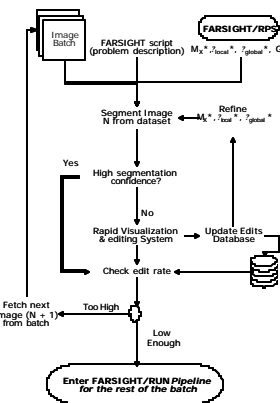 Image
Batch
FARSIGHT script
(problem description)
FARSIGHT/RPS
Segment Image
N from dataset
Refine
Yes
High segmentation
confidence?
No
Rapid Visualization
& editing System
Update Edits
Database
Check edit rate
Fetch next
mage (N + 1)
from batch
Too High
Low
Enough
Enter FARSIGHT/RUN Pipeline
for the rest of the batch